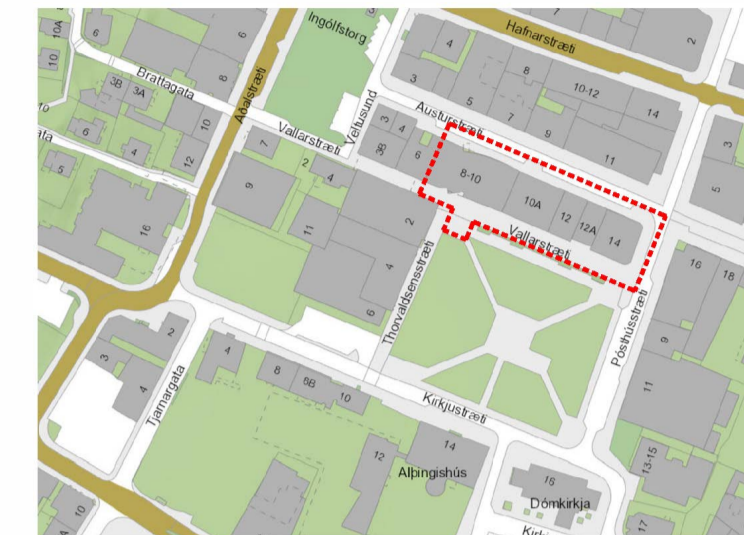 Ingólfstorg
3
Hafnarstræti
6
10A
6
4
2
10
8
8
3B
3A
3
10-12
14
Brattagata
Aðalstræti
Veltusund
5
7
Austurstræti
9
11
6
4
10
Vallarstræti
3
4
3B
6
3
5
12
7
2
4
8-10
5
9
10A
12
12A
14
16
11
2
Vallarstræti
16
18
4
Thorvaldsensstræti
Pósthússtræti
6
9
2
3
4
4
8
8B
10
11
Tjarnargata
Kirkjustræti
12
14
Alþingishús
13-15
16
Dómkirkja
10
17